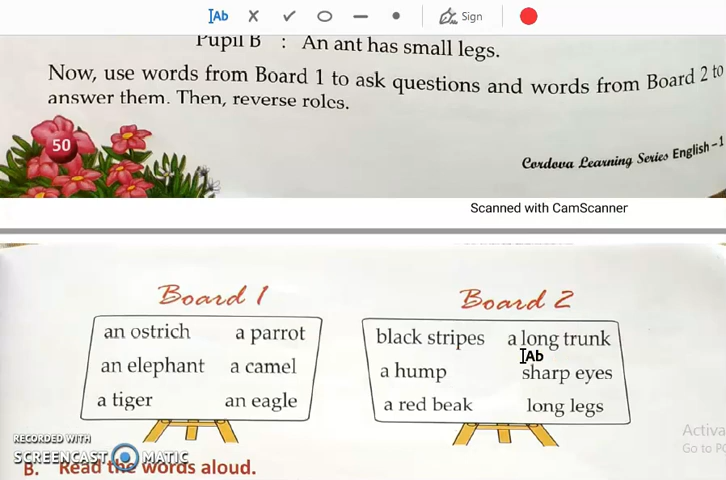 Ab
Sign
Pupil B : An ant has small legs.
Now, use words from Board 1 to ask questions and words from Board 2 to
answer them. Then, reverse roles.
50
Cordova Learning Series English-1
Scanned with CamScanner
Board 1
an ostrich a parrot
an elephant a camel
a tiger an eagle
Board 2
black stripes a long trunk
Ab
a hump sharp eyes
a red beak long legs
Activa
Go to PC
RECORDED WITH
SCREENCAST MATIC
B. Read the words aloud.